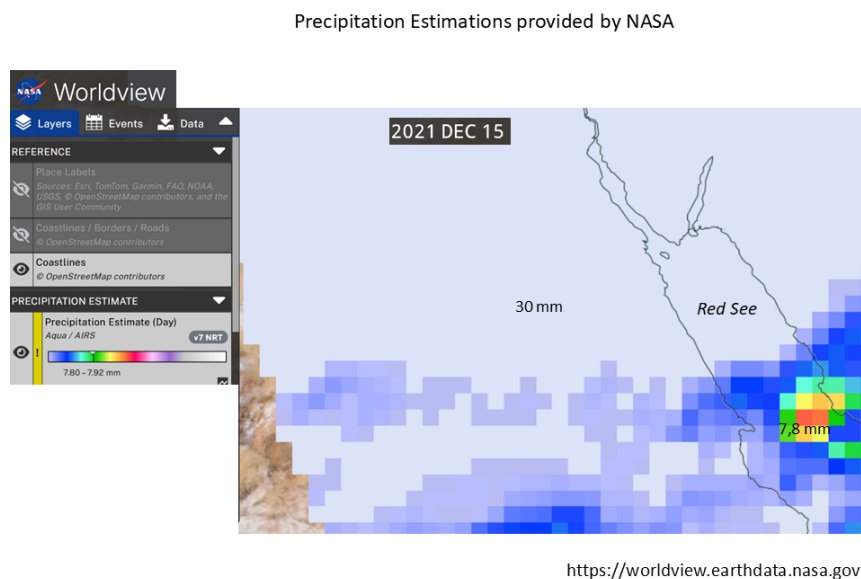 Precipitation Estimations provided by NASA
NASA
Worldview
Layers Events Data
2021 DEC 15
REFERENCE
Place Labels
Sources: Esri, TomTom, Garmin, FAO, NOAA,
USGS, © OpenStreetMap contributors, and the
GIS User Community
Coastlines / Borders / Roads
© OpenStreetMap contributors
Coastlines
© OpenStreetMap contributors
PRECIPITATION ESTIMATE
Precipitation Estimate (Day)
Aqua / AIRS
v7 NRT
!
7.80 – 7.92 mm
30 mm
Red See
7,8 mm
https://worldview.earthdata.nasa.gov